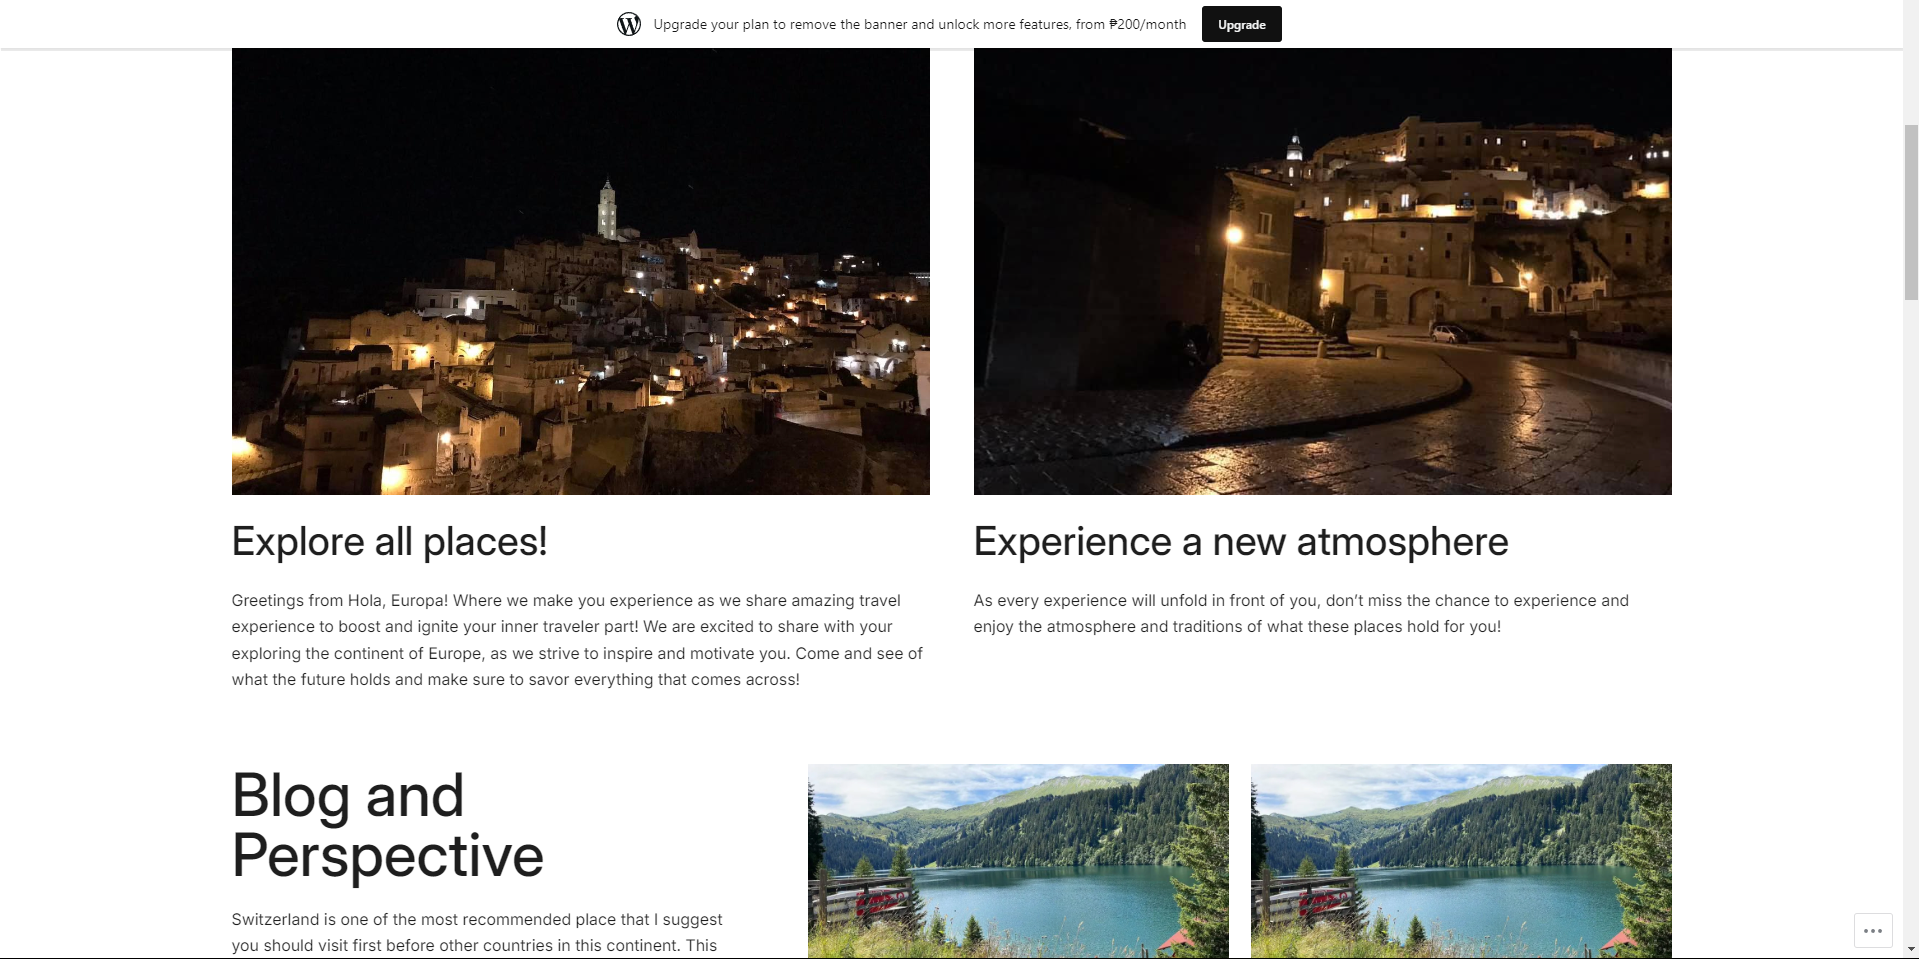 Upgrade your plan to remove the banner and unlock more features, from ₱200/month
Upgrade
Explore all places!
Greetings from Hola, Europa! Where we make you experience as we share amazing travel
experience to boost and ignite your inner traveler part! We are excited to share with your
exploring the continent of Europe, as we strive to inspire and motivate you. Come and see of
what the future holds and make sure to savor everything that comes across!
Experience a new atmosphere
As every experience will unfold in front of you, don’t miss the chance to experience and
enjoy the atmosphere and traditions of what these places hold for you!
Blog and
Perspective
Switzerland is one of the most recommended place that I suggest
you should visit first before other countries in this continent. This